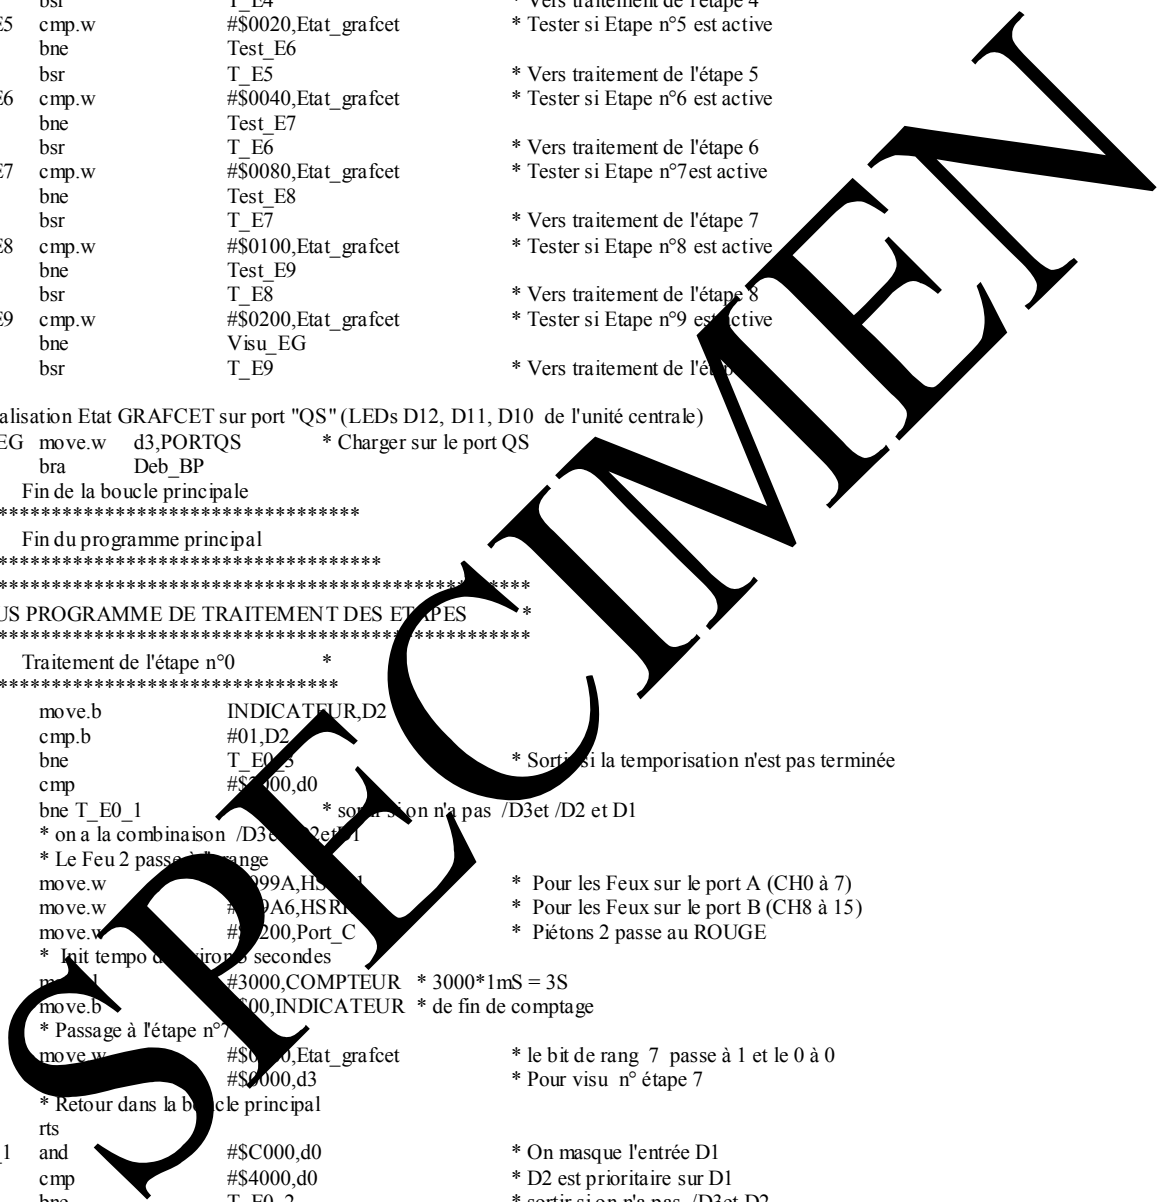 bsr T_E4 * Vers traitement de l'étape 4
E5 cmp.w #$0020,Etat_grafcet * Tester si Etape n°5 est active
bne Test_E6
bsr T_E5 * Vers traitement de l'étape 5
E6 cmp.w #$0040,Etat_grafcet * Tester si Etape n°6 est active
bne Test_E7
bsr T_E6 * Vers traitement de l'étape 6
E7 cmp.w #$0080,Etat_grafcet * Tester si Etape n°7est active
bne Test_E8
bsr T_E7 * Vers traitement de l'étape 7
E8 cmp.w #$0100,Etat_grafcet * Tester si Etape n°8 est active
bne Test_E9
bsr T_E8 * Vers traitement de l'étape 8
E9 cmp.w #$0200,Etat_grafcet * Tester si Etape n°9 est active
bne Visu_EG
bsr T_E9 * Vers traitement de
alisation Etat GRAFCET sur port "QS" (LEDs D12, D11, D10 de l'unité centrale)
EG move.w d3,PORTQS * Charger sur le port QS
bra Deb_BP
Fin de la boucle principale
**********************************
Fin du programme principal
************************************
**************************************************
US PROGRAMME DE TRAITEMENT DES ETAPES *
**************************************************
Traitement de l'étape n°0 *
********************************
move.b INDICATEUR,D2
cmp.b #01,D2
bne * Sortir si la temporisation n'est pas terminée
cmp ,d0
bne T_E0_1 * sortir si on n'a pas /D3et /D2 et D1
* on a la combinaison
* Le Feu 2 passe à l'orange
move.w * Pour les Feux sur le port A (CH0 à 7)
move.w * Pour les Feux sur le port B (CH8 à 15)
move.w ,Port_C * Piétons 2 passe au ROUGE
* Init tempo secondes
#3000,COMPTEUR * 3000*1mS = 3S
move.b ,INDICATEUR * de fin de comptage
* Passage à l'étape n°7
move.w ,Etat_grafcet * le bit de rang 7 passe à 1 et le 0 à 0
,d3 * Pour visu n° étape 7
* Retour dans la boucle principal
rts
_1 and #$C000,d0 * On masque l'entrée D1
cmp #$4000,d0 * D2 est prioritaire sur D1
bne T_E0_2 * sortir si on n'a pas /D3et D2
SPECIMEN